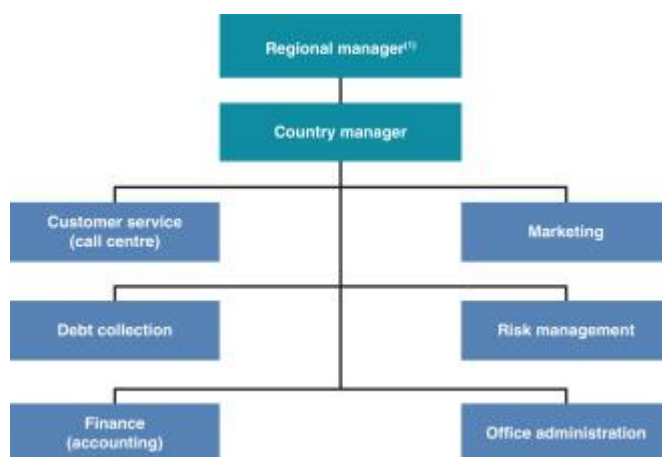 Regional manager(1)
Country manager
Customer service
(call centre)
Marketing
Debt collection
Risk management
Finance
(accounting)
Office administration